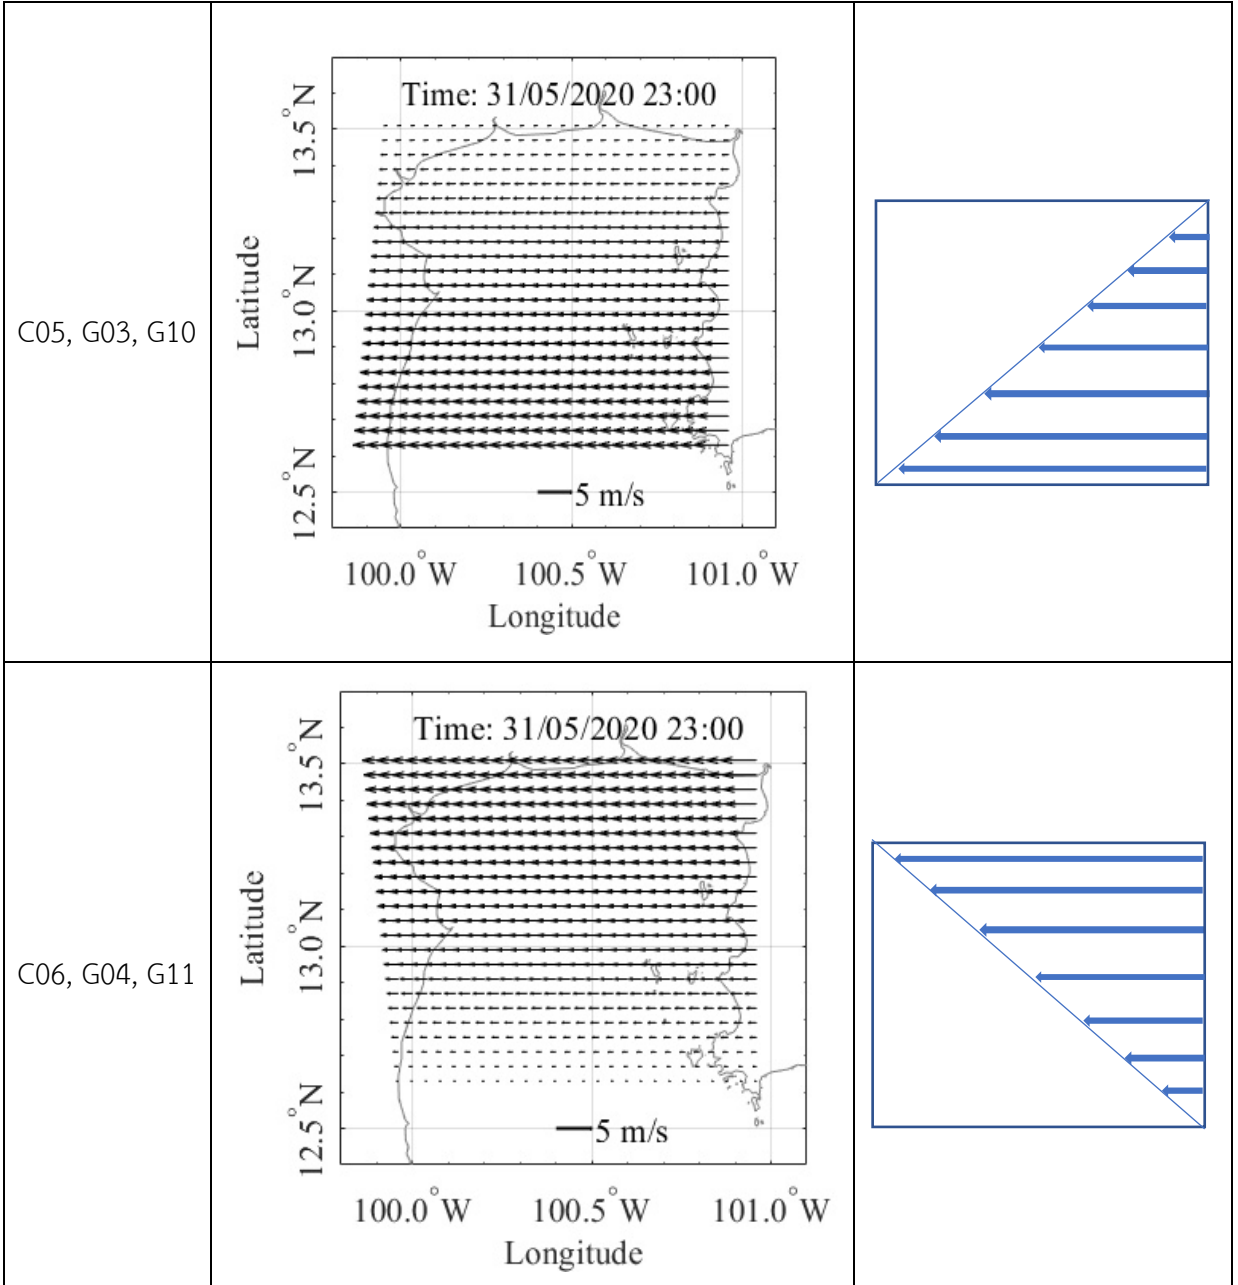 C05, G03, G10
Time: 31/05/2020 23:00
Latitude
13.5°N
13.0°N
12.5°N
5 m/s
100.0°W 100.5°W 101.0°W
Longitude
C06, G04, G11
Time: 31/05/2020 23:00
Latitude
13.5°N
13.0°N
12.5°N
5 m/s
100.0°W 100.5°W 101.0°W
Longitude